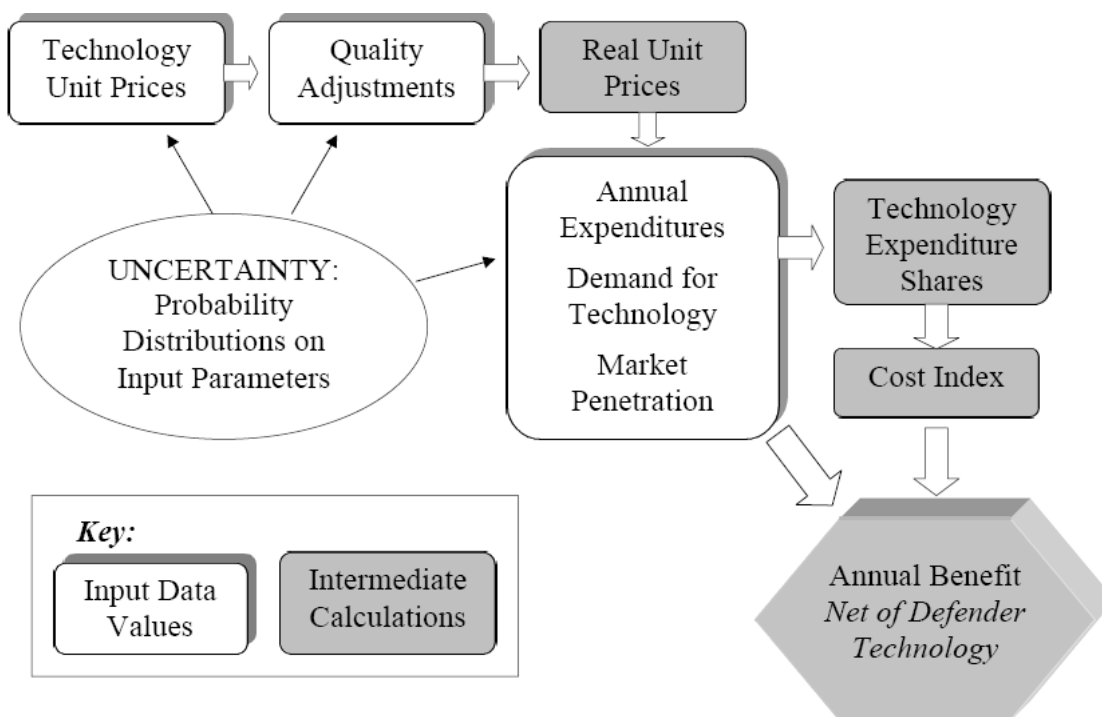 Technology
Unit Prices
Quality
Adjustments
Real Unit
Prices
UNCERTAINTY:
Probability
Distributions on
Input Parameters
Annual
Expenditures
Demand for
Technology
Market
Penetration
Technology
Expenditure
Shares
Cost Index
Key:
Input Data
Values
Intermediate
Calculations
Annual Benefit
Net of Defender
Technology